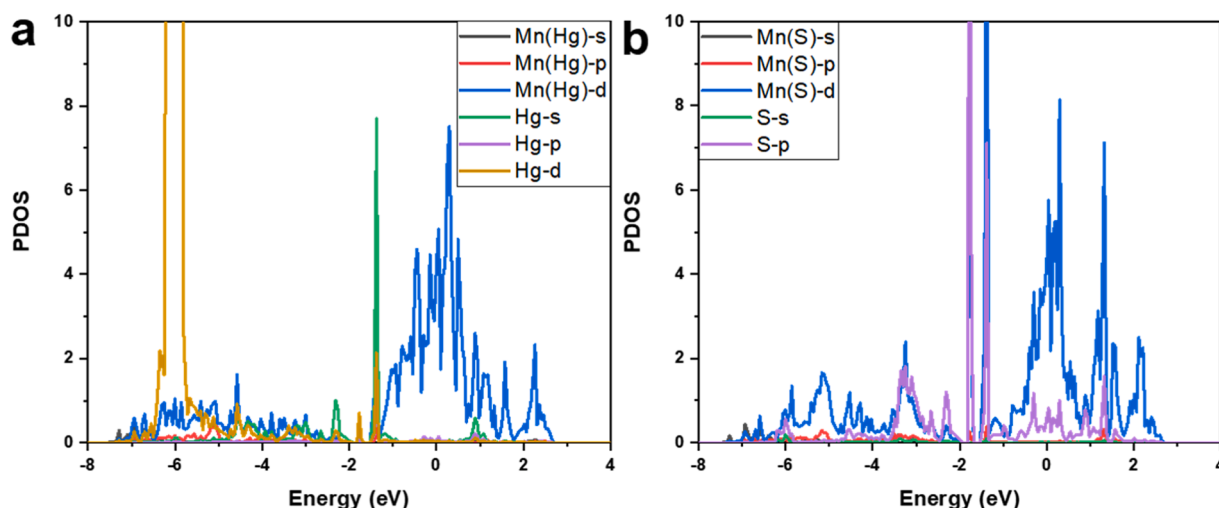 a
10
8
6
4
2
0
PDOS
Mn(Hg)-s
Mn(Hg)-p
Mn(Hg)-d
Hg-s
Hg-p
Hg-d
-8 -6 -4 -2 0 2 4
Energy (eV)
b
10
8
6
4
2
0
PDOS
Mn(S)-s
Mn(S)-p
Mn(S)-d
S-s
S-p
-8 -6 -4 -2 0 2 4
Energy (eV)